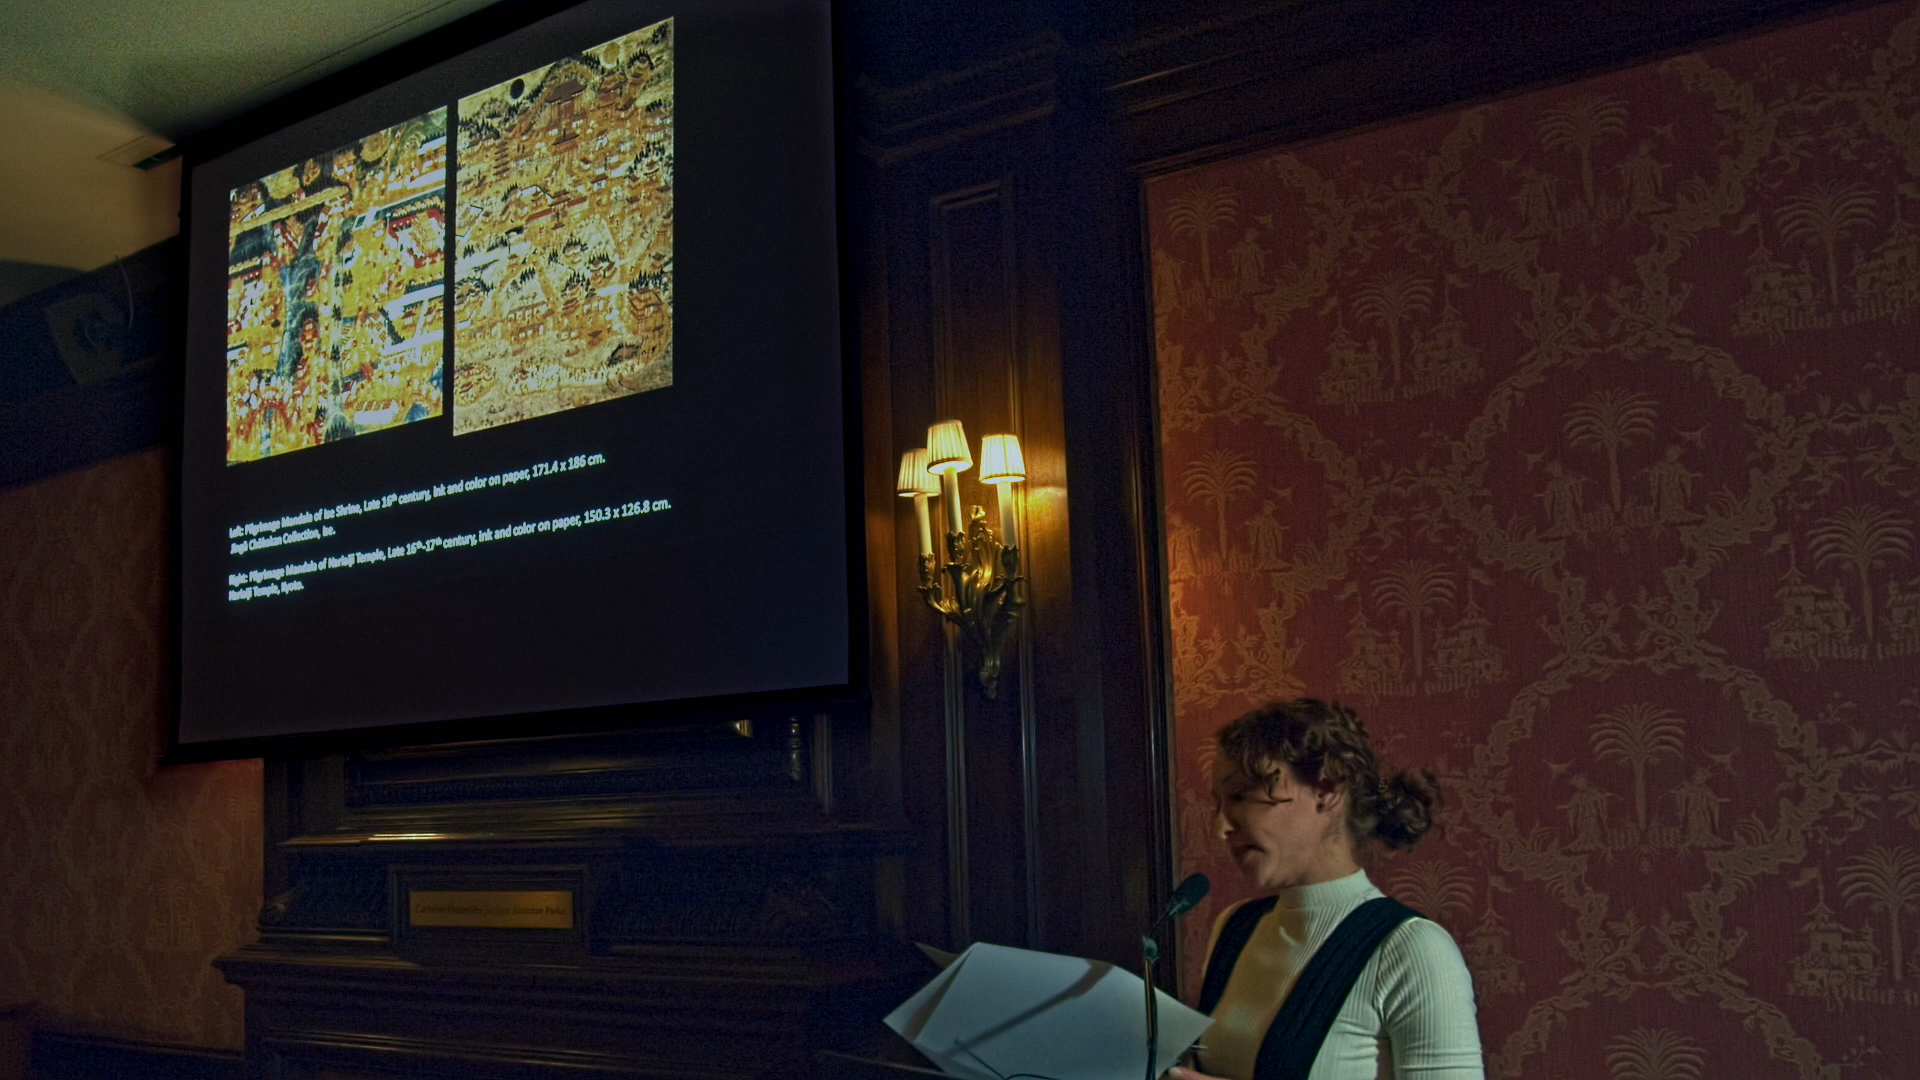 Left: Pilgrimage Mandala of Ise Shrine, Late 16th century, ink and color on paper, 171.4 x 186 cm.
Jingū Chōkokan Collection, Ise.
Right: Pilgrimage Mandala of Nariaiji Temple, Late 16th-17th century, ink and color on paper, 150.3 x 126.8 cm.
Nariaiji Temple, Kyoto.